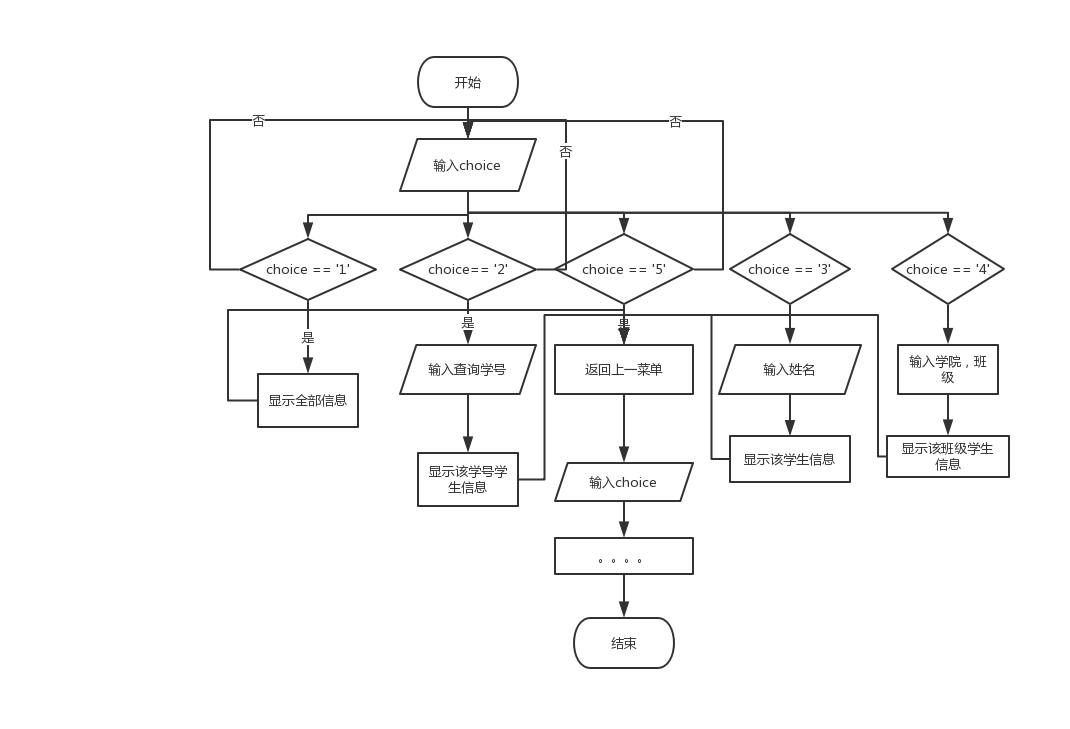 开始
否
否
否
输入choice
choice == '1'
choice== '2'
choice == '5'
choice == '3'
choice == '4'
是
是
是
显示全部信息
输入查询学号
返回上一菜单
输入姓名
输入学院，班
级
显示该学号学
生信息
输入choice
显示该学生信息
显示该班级学生
信息
。。。。
结束